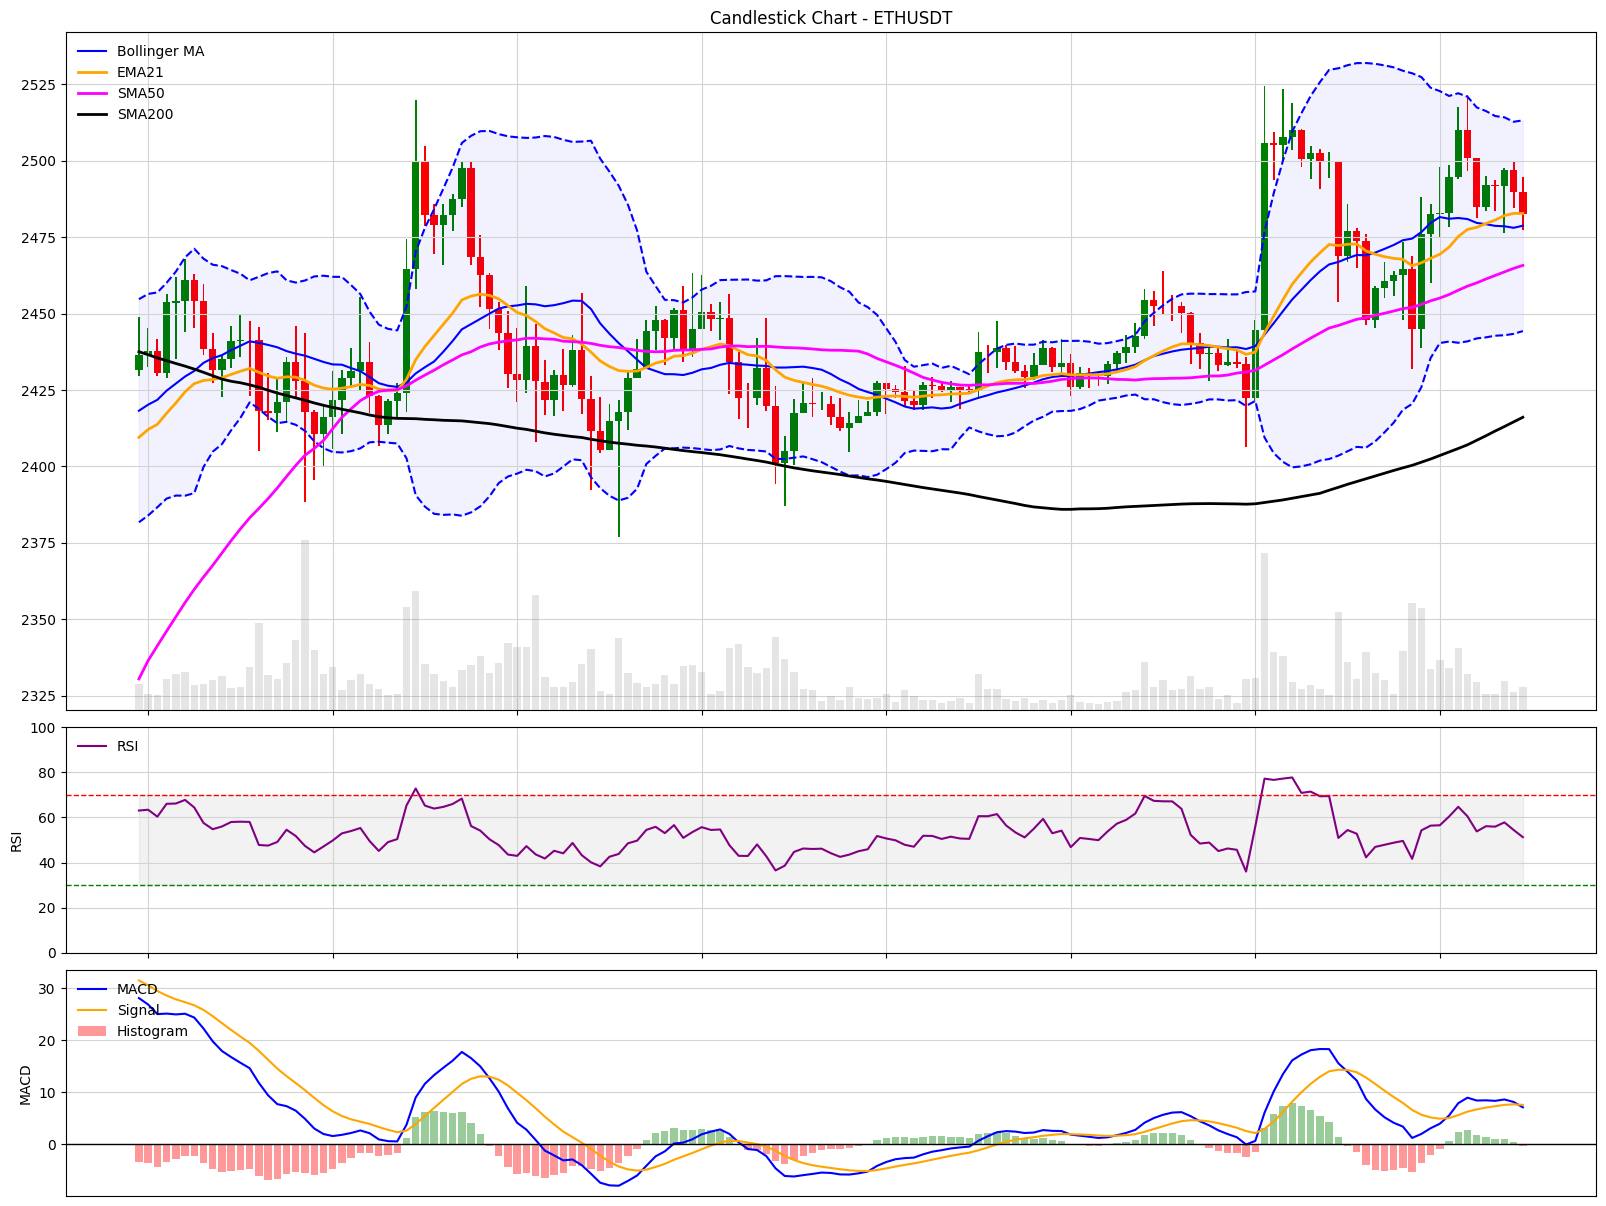 Candlestick Chart - ETHUSDT
Bollinger MA
EMA21
SMA50
SMA200
2525
2500
2475
2450
2425
2400
2375
2350
2325
RSI
100
80
60
40
20
0
RSI
MACD
Signal
Histogram
30
20
10
0
MACD